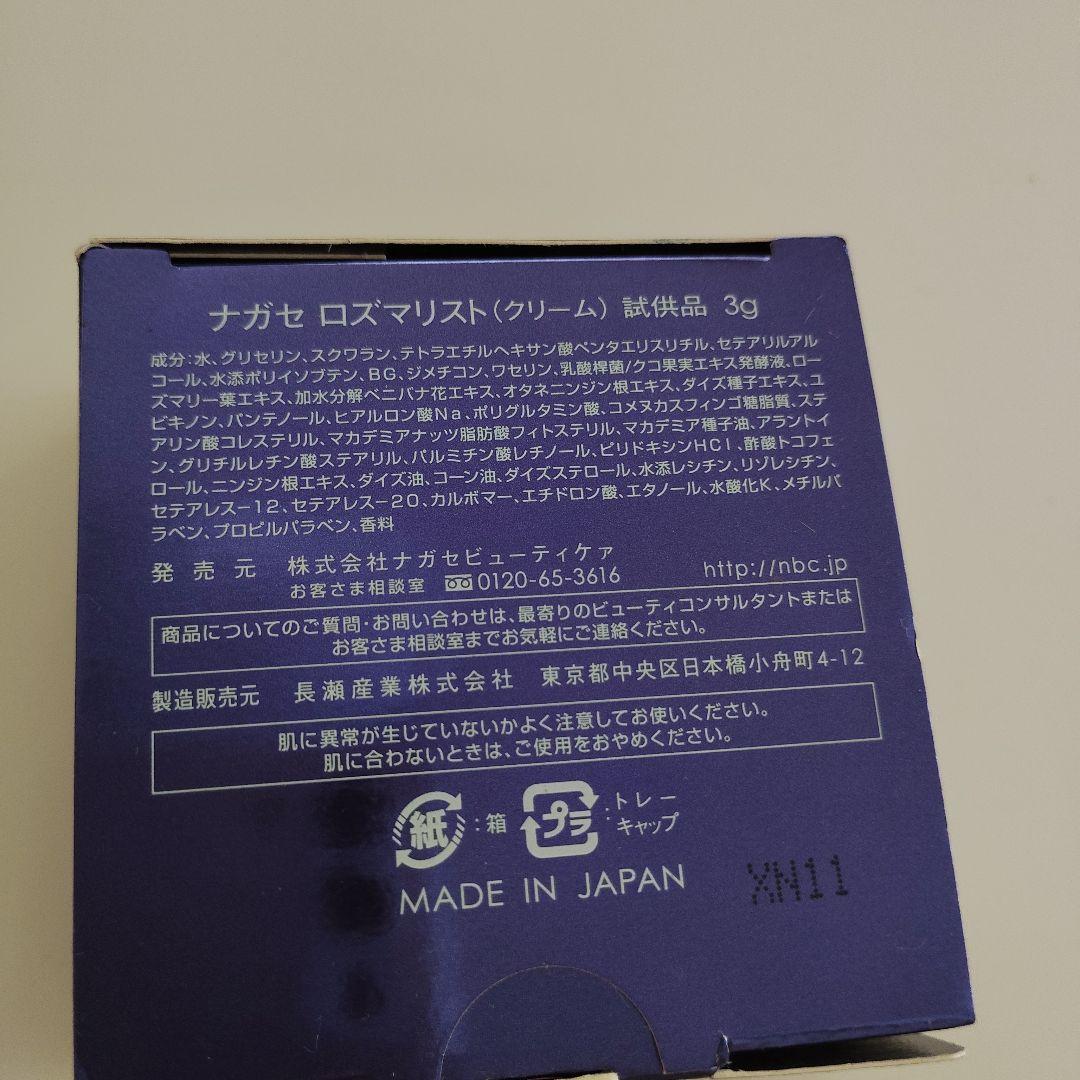 ナガセ ロズマリスト(クリーム) 試供品 3g
成分:水、グリセリン、スクワラン、テトラエチルヘキサン酸ペンタエリスリチル、セテアリルアル
コール、水添ポリイソブテン、BG、ジメチコン、ワセリン、乳酸桿菌/クコ果実エキス発酵液、ロー
ズマリー葉エキス、加水分解ベニバナ花エキス、オタネニンジン根エキス、ダイズ種子エキス、ユ
ビキノン、パンテノール、ヒアルロン酸Na、ポリグルタミン酸、コメヌカスフィンゴ糖脂質、ステ
アリン酸コレステリル、マカデミアナッツ脂肪酸フィトステリル、マカデミア種子油、アラントイ
ン、グリチルレチン酸ステアリル、パルミチン酸レチノール、ピリドキシンHCl、酢酸トコフェ
ロール、ニンジン根エキス、ダイズ油、コーン油、ダイズステロール、水添レシチン、リゾレシチン、
セテアレス-12、セテアレス-20、カルボマー、エチドロン酸、エタノール、水酸化K、メチルパ
ラベン、プロピルパラベン、香料
発売元 株式会社ナガセビューティケァ
お客さま相談室 0120-65-3616 http://nbc.jp
商品についてのご質問・お問い合わせは、最寄りのビューティコンサルタントまたは
お客さま相談室までお気軽にご連絡ください。
製造販売元 長瀬産業株式会社 東京都中央区日本橋小舟町4-12
肌に異常が生じていないかよく注意してお使いください。
肌に合わないときは、ご使用をおやめください。
紙:箱 プラ:トレー
キャップ
MADE IN JAPAN XN11